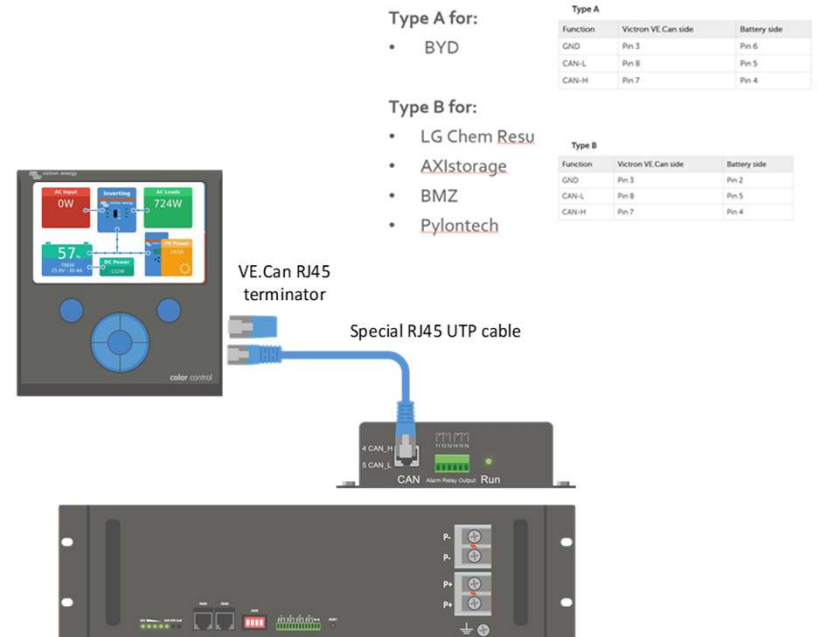 Type A for:
• BYD
Type B for:
• LG Chem Resu
• AXIstorage
• BMZ
• Pylontech
Type A
Function Victron VE.Can side Battery side
GND Pin 3 Pin 6
CAN-L Pin 8 Pin 5
CAN-H Pin 7 Pin 4
Type B
Function Victron VE.Can side Battery side
GND Pin 3 Pin 2
CAN-L Pin 8 Pin 5
CAN-H Pin 7 Pin 4
victron energy
AC Input
0W
Inverting
AC Loads
724W
57
DC Power
-132W
PV Power
color control
VE.Can RJ45
terminator
Special RJ45 UTP cable
4 CAN_H
5 CAN_L
CAN Alarm Relay Output Run
P-
P-
P+
P+